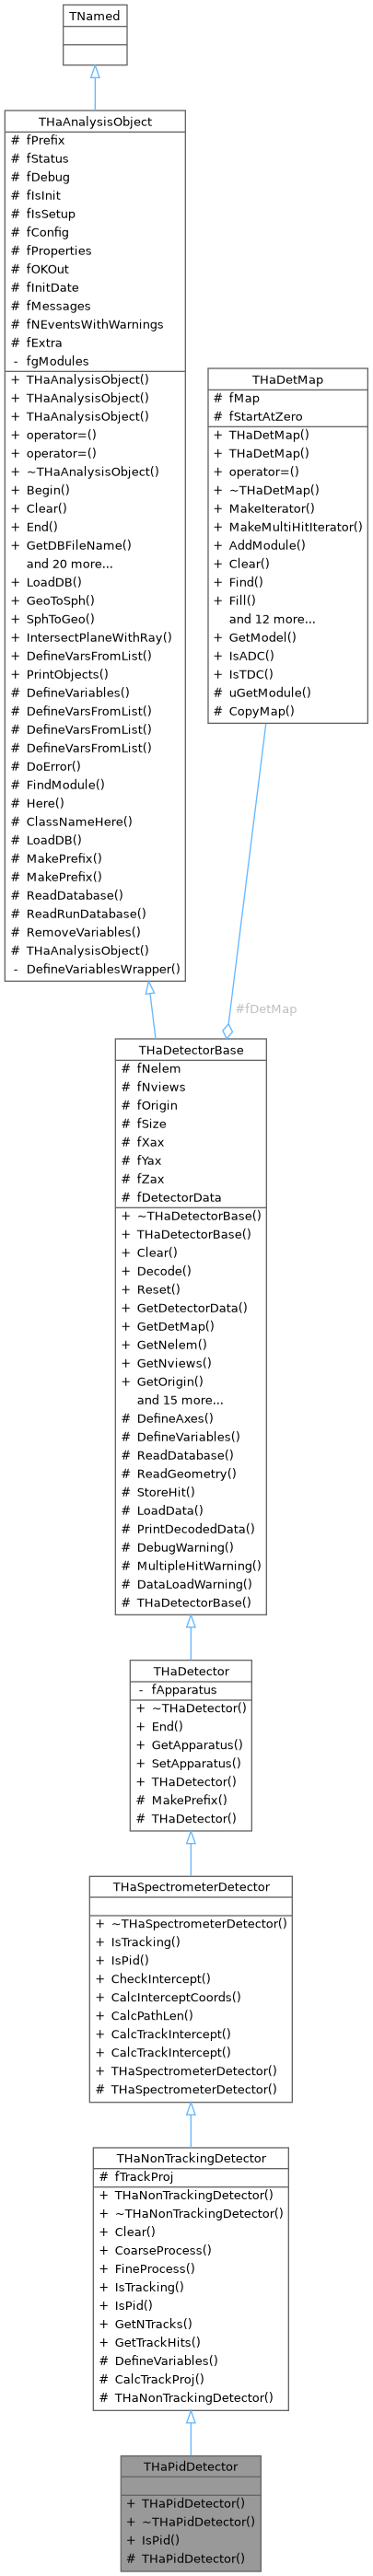 TNamed
THaAnalysisObject
# fPrefix
# fStatus
# fDebug
# fIsInit
# fIsSetup
# fConfig
# fProperties
# fOKOut
# fInitDate
# fMessages
# fNEventsWithWarnings
# fExtra
- fgModules
+ THaAnalysisObject()
+ THaAnalysisObject()
+ THaAnalysisObject()
+ operator=()
+ operator=()
+ ~THaAnalysisObject()
+ Begin()
+ Clear()
+ End()
+ GetDBFileName()
and 20 more...
+ LoadDB()
+ GeoToSph()
+ SphToGeo()
+ IntersectPlaneWithRay()
+ DefineVarsFromList()
+ PrintObjects()
# DefineVariables()
# DefineVarsFromList()
# DefineVarsFromList()
# DefineVarsFromList()
# DoError()
# FindModule()
# Here()
# ClassNameHere()
# LoadDB()
# MakePrefix()
# MakePrefix()
# ReadDatabase()
# ReadRunDatabase()
# RemoveVariables()
# THaAnalysisObject()
- DefineVariablesWrapper()
THaDetMap
# fMap
# fStartAtZero
+ THaDetMap()
+ THaDetMap()
+ operator=()
+ ~THaDetMap()
+ MakeIterator()
+ MakeMultiHitIterator()
+ AddModule()
+ Clear()
+ Find()
+ Fill()
and 12 more...
+ GetModel()
+ IsADC()
+ IsTDC()
# uGetModule()
# CopyMap()
#fDetMap
THaDetectorBase
# fNelem
# fNviews
# fOrigin
# fSize
# fXax
# fYax
# fZax
# fDetectorData
+ ~THaDetectorBase()
+ THaDetectorBase()
+ Clear()
+ Decode()
+ Reset()
+ GetDetectorData()
+ GetDetMap()
+ GetNelem()
+ GetNviews()
+ GetOrigin()
and 15 more...
# DefineAxes()
# DefineVariables()
# ReadDatabase()
# ReadGeometry()
# StoreHit()
# LoadData()
# PrintDecodedData()
# DebugWarning()
# MultipleHitWarning()
# DataLoadWarning()
# THaDetectorBase()
THaDetector
- fApparatus
+ ~THaDetector()
+ End()
+ GetApparatus()
+ SetApparatus()
+ THaDetector()
# MakePrefix()
# THaDetector()
THaSpectrometerDetector
+ ~THaSpectrometerDetector()
+ IsTracking()
+ IsPid()
+ CheckIntercept()
+ CalcInterceptCoords()
+ CalcPathLen()
+ CalcTrackIntercept()
+ CalcTrackIntercept()
+ THaSpectrometerDetector()
# THaSpectrometerDetector()
THaNonTrackingDetector
# fTrackProj
+ THaNonTrackingDetector()
+ ~THaNonTrackingDetector()
+ Clear()
+ CoarseProcess()
+ FineProcess()
+ IsTracking()
+ IsPid()
+ GetNTracks()
+ GetTrackHits()
# DefineVariables()
# CalcTrackProj()
# THaNonTrackingDetector()
THaPidDetector
+ THaPidDetector()
+ ~THaPidDetector()
+ IsPid()
# THaPidDetector()